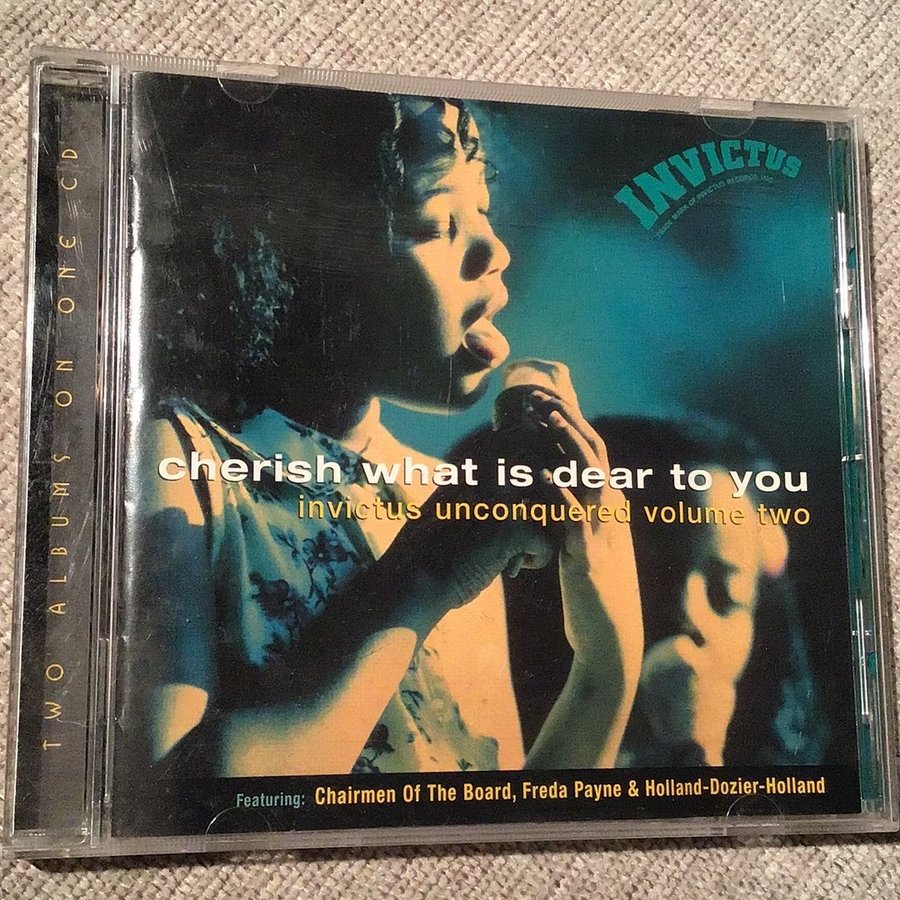 TWO ALBUMS ON ONE CD
INVICTUS
cherish what is dear to you
invictus unconquered volume two
Featuring: Chairmen Of The Board, Freda Payne & Holland-Dozier-Holland